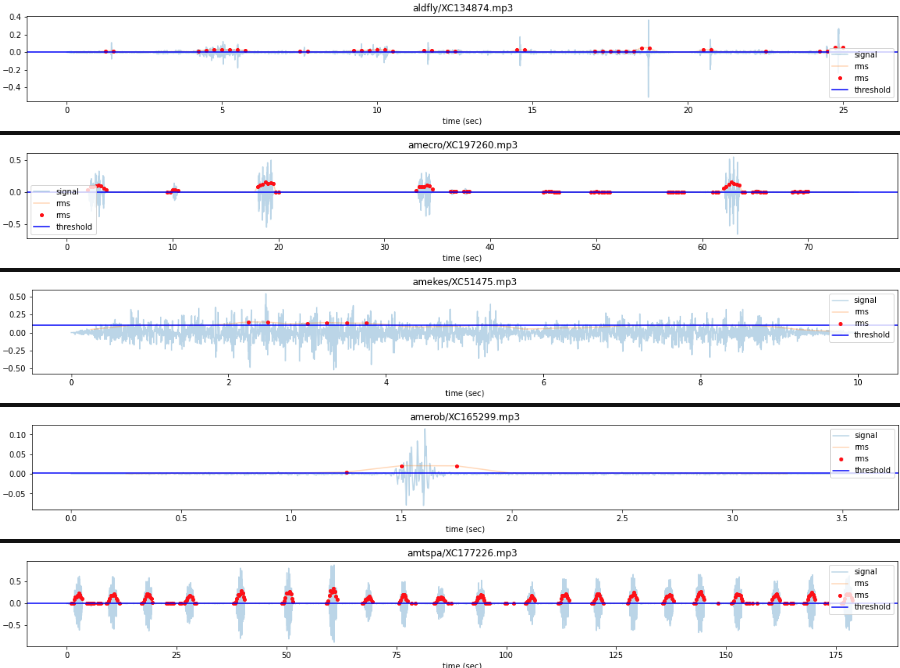 aldfly/XC134874.mp3
0.4
0.2
0.0
−0.2
−0.4
signal
rms
rms
threshold
0 5 10 15 20 25
time (sec)
amecro/XC197260.mp3
0.5
0.0
−0.5
signal
rms
rms
threshold
0 10 20 30 40 50 60 70
time (sec)
amekes/XC51475.mp3
0.50
0.25
0.00
−0.25
−0.50
signal
rms
rms
threshold
0 2 4 6 8 10
time (sec)
amerob/XC165299.mp3
0.10
0.05
0.00
−0.05
signal
rms
rms
threshold
0.0 0.5 1.0 1.5 2.0 2.5 3.0 3.5
time (sec)
amtspa/XC177226.mp3
0.5
0.0
−0.5
signal
rms
rms
threshold
0 25 50 75 100 125 150 175
time (sec)